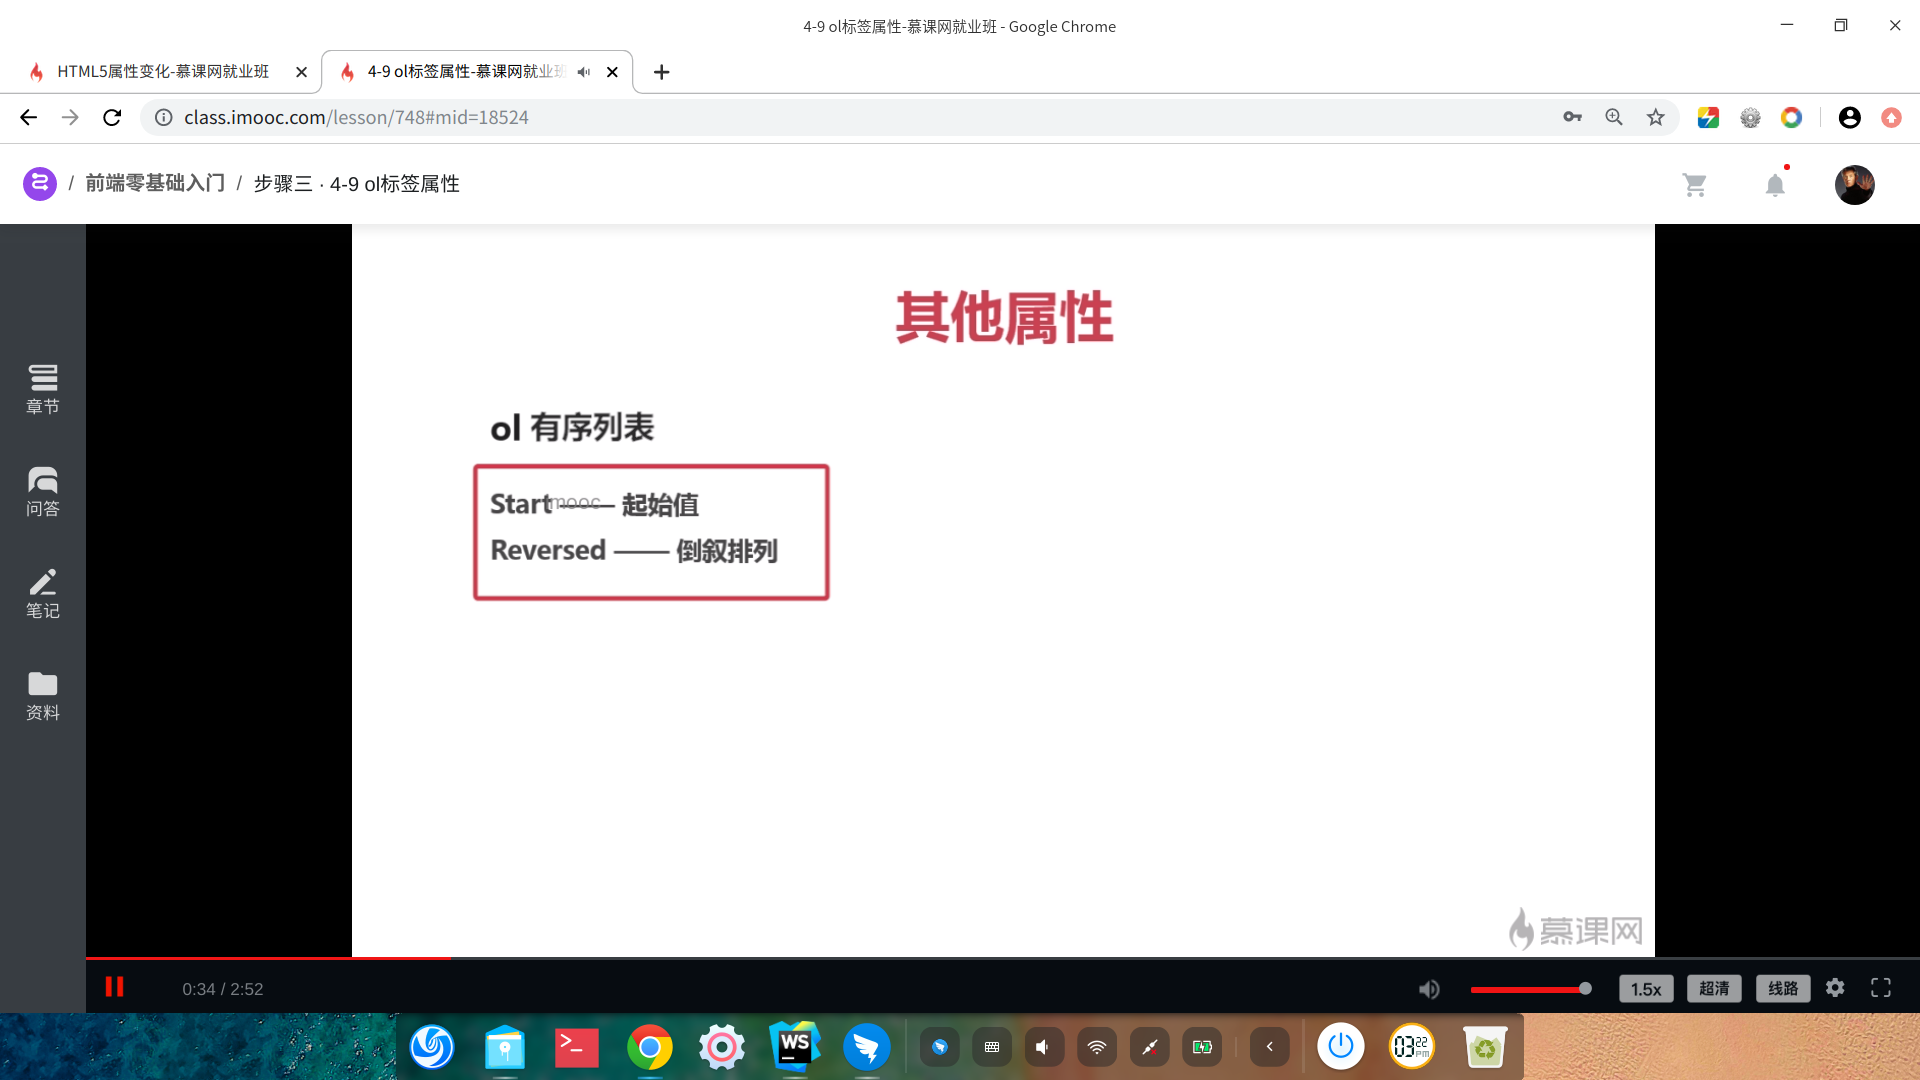 4-9 ol标签属性-慕课网就业班 - Google Chrome
HTML5属性变化-慕课网就业班
4-9 ol标签属性-慕课网就业班
class.imooc.com/lesson/748#mid=18524
/ 前端零基础入门 / 步骤三 · 4-9 ol标签属性
其他属性
ol 有序列表
Start —— 起始值
mooc
Reversed —— 倒叙排列
章节
问答
笔记
资料
慕课网
0:34 / 2:52
1.5x
超清
线路
WS
03 22 PM